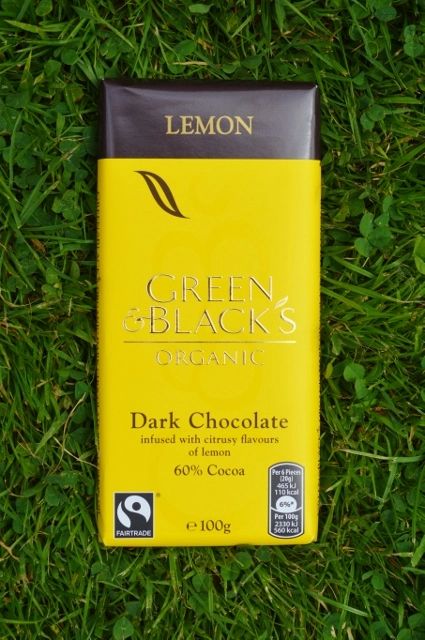 LEMON
GREEN
&BLACK'S
ORGANIC
Dark Chocolate
infused with citrusy flavours
of lemon
60% Cocoa
FAIRTRADE
®
℮100g
Per 6 Pieces
(20g)
465 kJ
110 kcal
6%*
Per 100g
2330 kJ
560 kcal